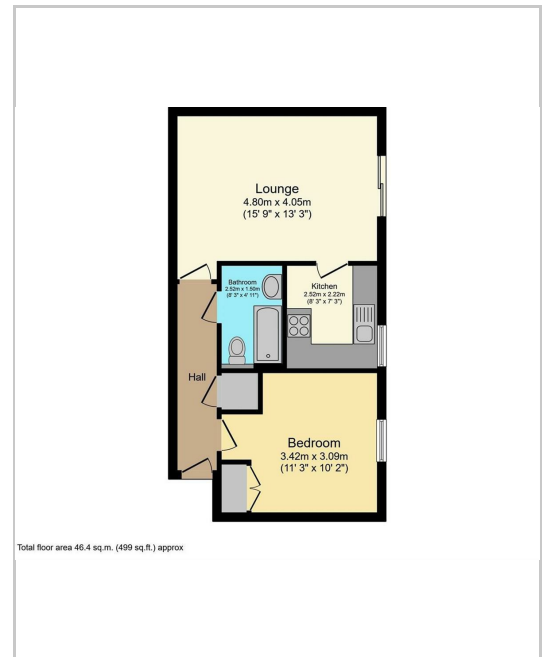 Lounge
4.80m x 4.05m
(15' 9" x 13' 3")
Bathroom
2.52m x 1.50m
(8' 3" x 4' 11")
Kitchen
2.52m x 2.22m
(8' 3" x 7' 3")
Hall
Bedroom
3.42m x 3.09m
(11' 3" x 10' 2")
Total floor area 46.4 sq.m. (499 sq.ft.) approx